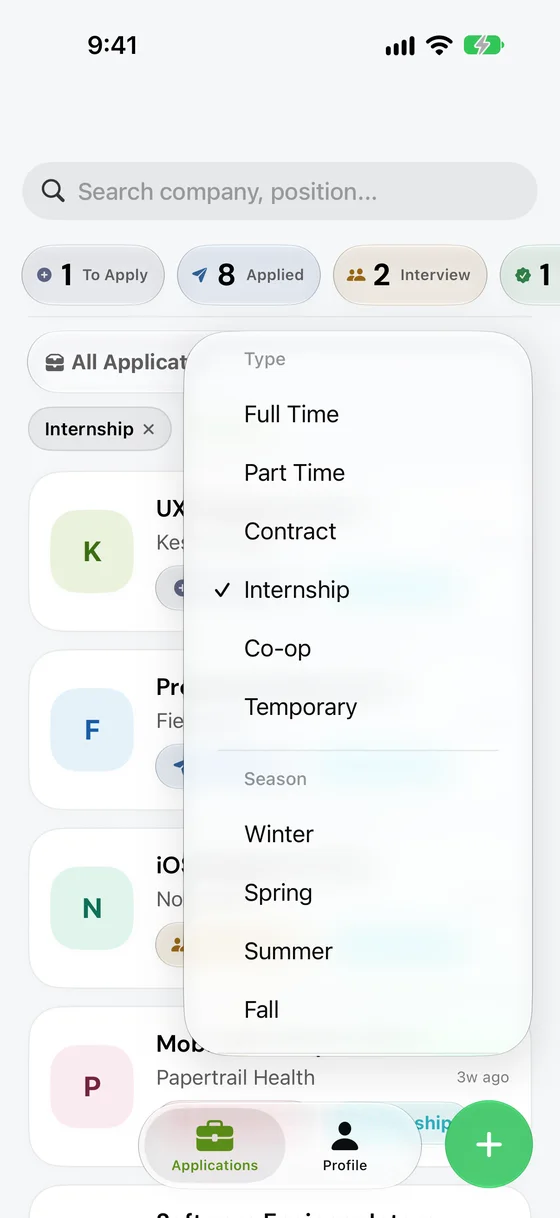 9:41
Search company, position...
1 To Apply
8 Applied
2 Interview
1
All Applicat
Internship ×
Type
Full Time
Part Time
Contract
Internship
Co-op
Temporary
Season
Winter
Spring
Summer
Fall
K
UX
Kes
F
Pro
Fie
N
iOS
No
P
Mob
Papertrail Health
3w ago
ship
Applications
Profile